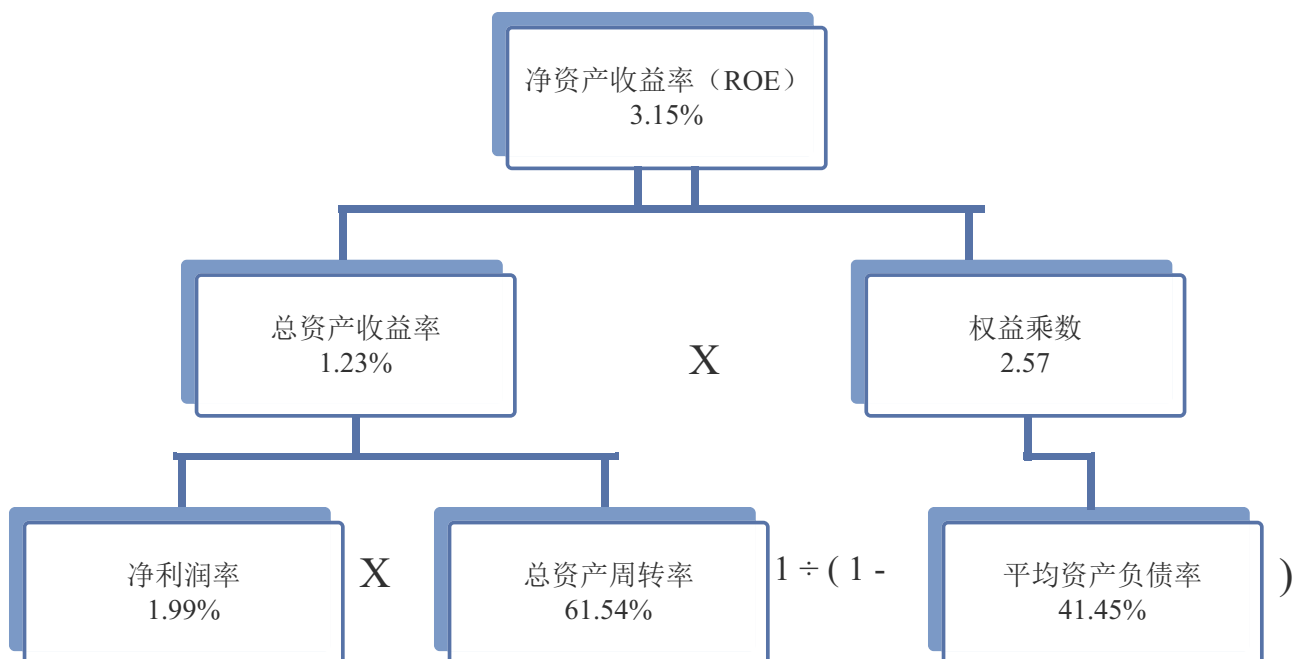 净资产收益率（ROE）
3.15%
总资产收益率
1.23%
X
权益乘数
2.57
净利润率
1.99%
X
总资产周转率
61.54%
1 ÷ ( 1 -
平均资产负债率
41.45%
)